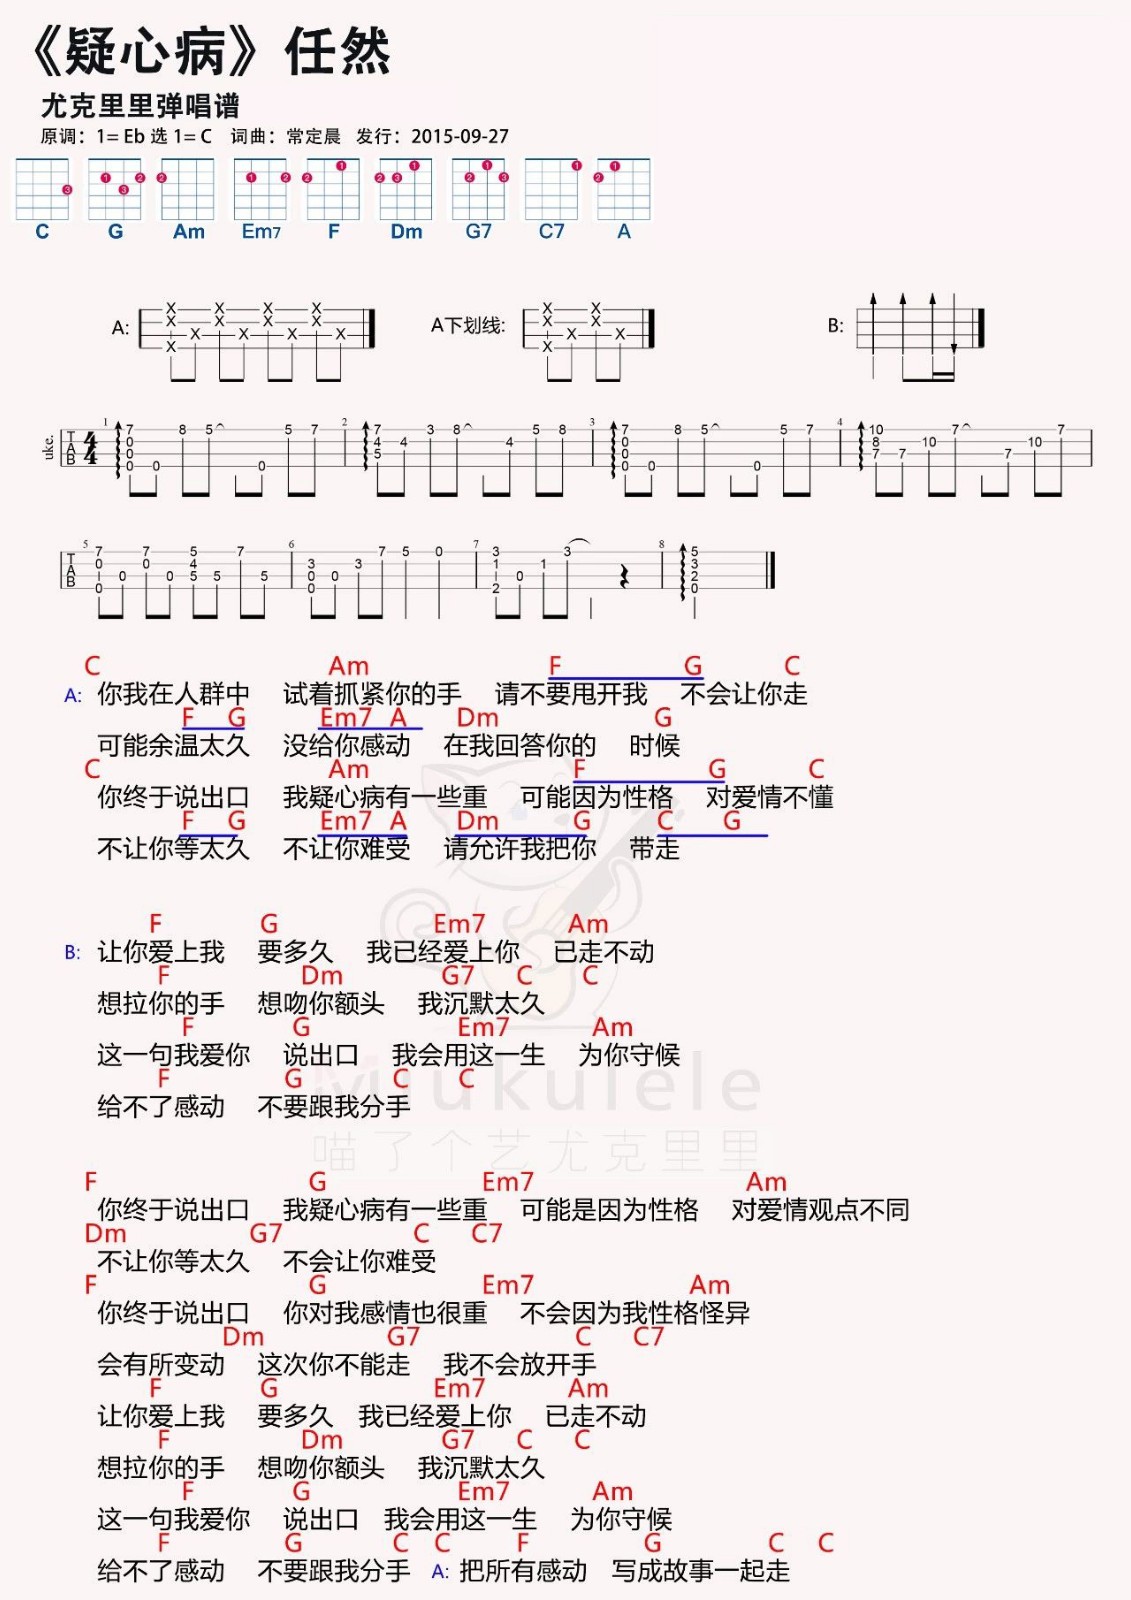 《疑心病》任然
尤克里里弹唱谱
原调：1=Eb 选 1=C 词曲：常定晨 发行：2015-09-27
C G Am Em7 F Dm G7 C7 A
A: A下划线: B:
C Am F G C
A: 你我在人群中 试着抓紧你的手 请不要甩开我 不会让你走
F G Em7 A Dm G
可能余温太久 没给你感动 在我回答你的 时候
C Am F G C
你终于说出口 我疑心病有一些重 可能因为性格 对爱情不懂
F G Em7 A Dm G C G
不让你等太久 不让你难受 请允许我把你 带走
F G Em7 Am
B: 让你爱上我 要多久 我已经爱上你 已走不动
F Dm G7 C C
想拉你的手 想吻你额头 我沉默太久
F G Em7 Am
这一句我爱你 说出口 我会用这一生 为你守候
F G C C
给不了感动 不要跟我分手
Miukulele
喵了个艺尤克里里
F G Em7 Am
你终于说出口 我疑心病有一些重 可能是因为性格 对爱情观点不同
Dm G7 C C7
不让你等太久 不会让你难受
F G Em7 Am
你终于说出口 你对我感情也很重 不会因为我性格怪异
Dm G7 C C7
会有所变动 这次你不能走 我不会放开手
F G Em7 Am
让你爱上我 要多久 我已经爱上你 已走不动
F Dm G7 C C
想拉你的手 想吻你额头 我沉默太久
F G Em7 Am
这一句我爱你 说出口 我会用这一生 为你守候
F G C C F G C C
给不了感动 不要跟我分手 A: 把所有感动 写成故事一起走